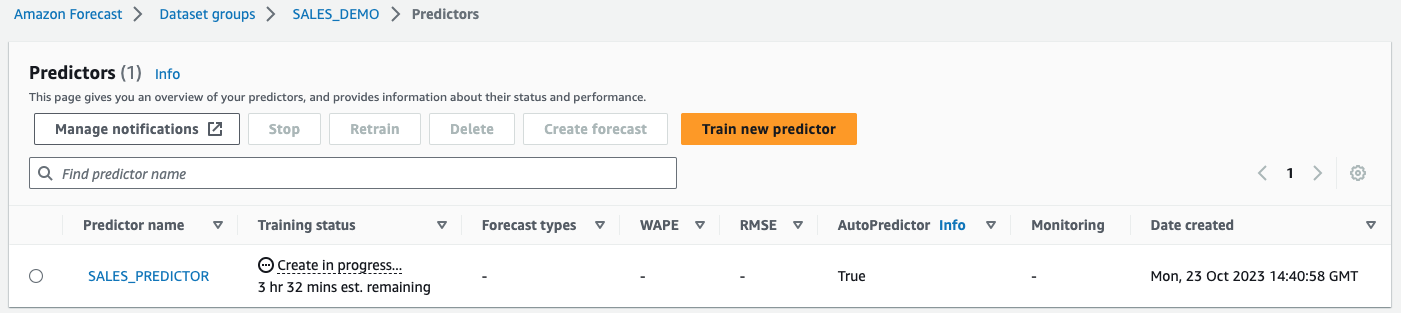 Amazon Forecast > Dataset groups > SALES_DEMO > Predictors
Predictors (1) Info
This page gives you an overview of your predictors, and provides information about their status and performance.
Manage notifications Stop Retrain Delete Create forecast Train new predictor
Find predictor name 1
Predictor name Training status Forecast types WAPE RMSE AutoPredictor Info Monitoring Date created
SALES_PREDICTOR Create in progress... - - - True - Mon, 23 Oct 2023 14:40:58 GMT
3 hr 32 mins est. remaining